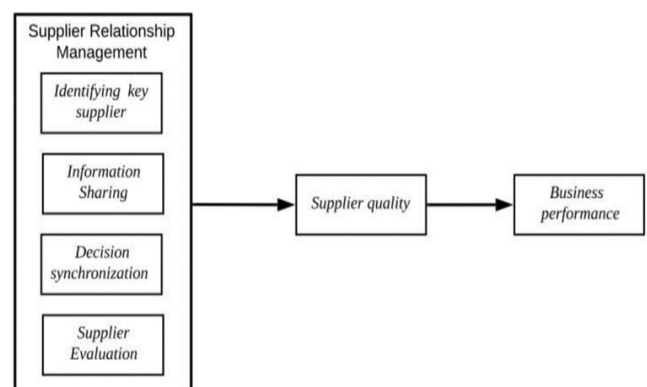 Supplier Relationship
Management
Identifying key
supplier
Information
Sharing
Decision
synchronization
Supplier
Evaluation
Supplier quality
Business
performance